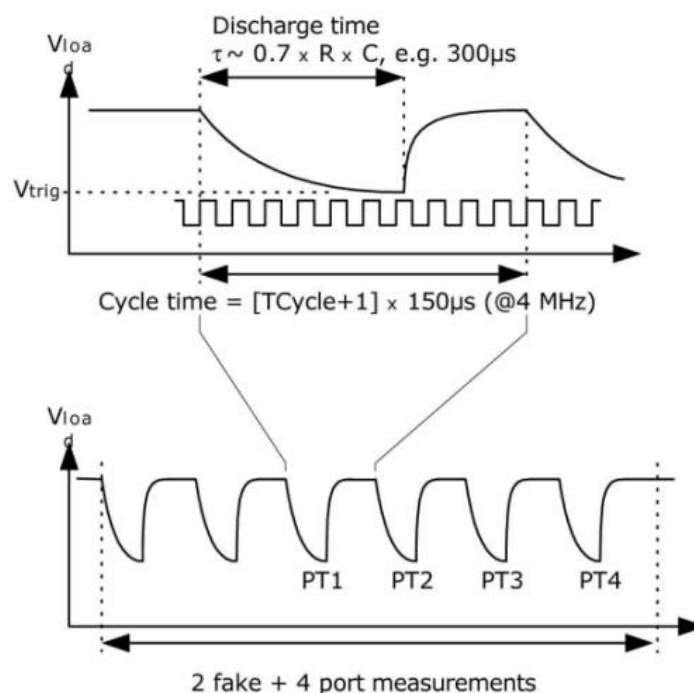 Discharge time
τ~ 0.7 x R x C, e.g. 300µs
Vloa
d
Vtrig
Cycle time = [TCycle+1] x 150µs (@4 MHz)
Vloa
d
PT1 PT2 PT3 PT4
2 fake + 4 port measurements